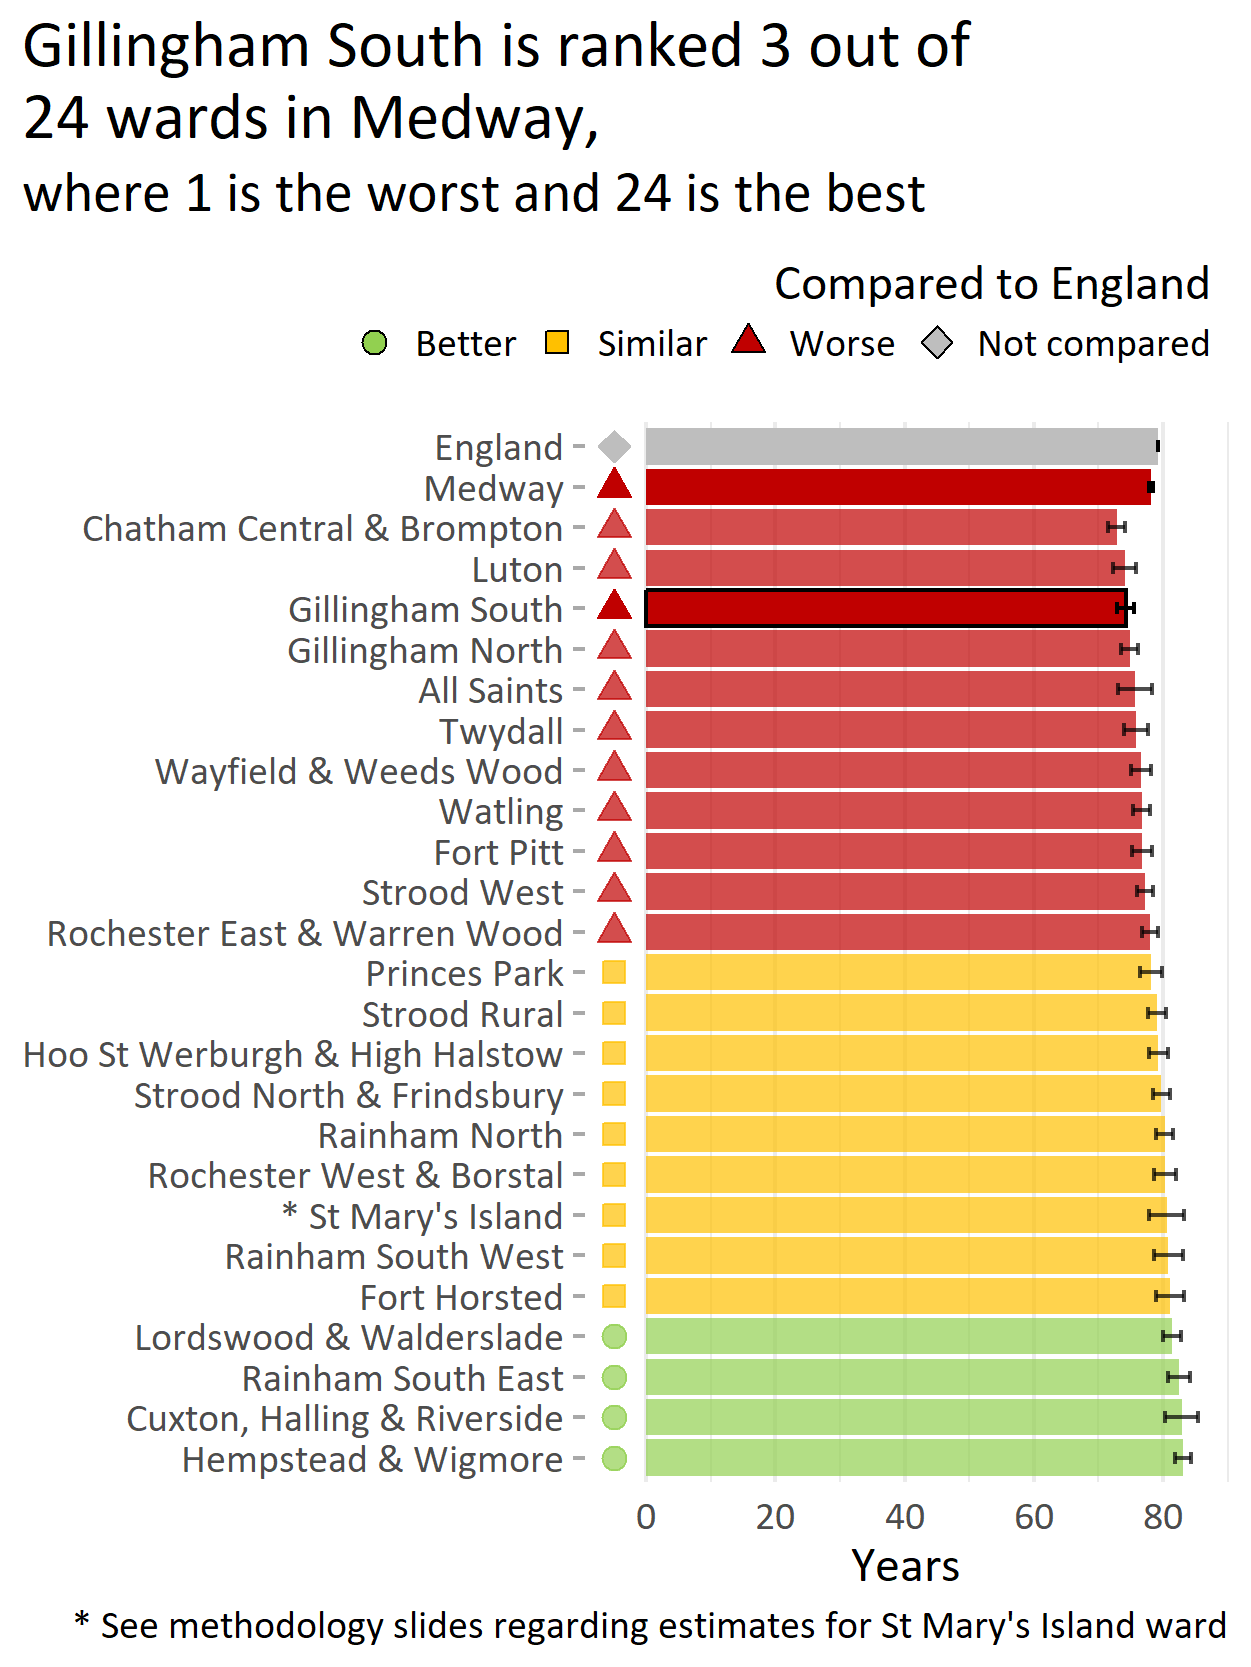 Gillingham South is ranked 3 out of
24 wards in Medway,
where 1 is the worst and 24 is the best
Compared to England
Better Similar Worse Not compared
England
Medway
Chatham Central & Brompton
Luton
Gillingham South
Gillingham North
All Saints
Twydall
Wayfield & Weeds Wood
Watling
Fort Pitt
Strood West
Rochester East & Warren Wood
Princes Park
Strood Rural
Hoo St Werburgh & High Halstow
Strood North & Frindsbury
Rainham North
Rochester West & Borstal
* St Mary's Island
Rainham South West
Fort Horsted
Lordswood & Walderslade
Rainham South East
Cuxton, Halling & Riverside
Hempstead & Wigmore
0 20 40 60 80
Years
* See methodology slides regarding estimates for St Mary's Island ward